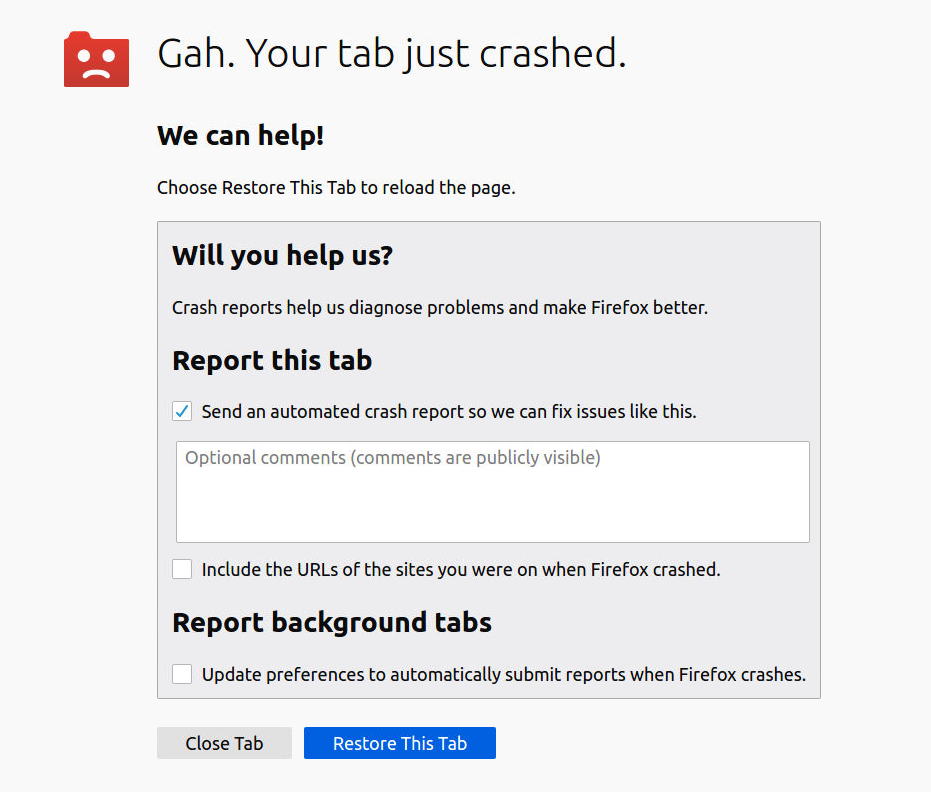 Gah. Your tab just crashed.
We can help!
Choose Restore This Tab to reload the page.
Will you help us?
Crash reports help us diagnose problems and make Firefox better.
Report this tab
Send an automated crash report so we can fix issues like this.
Optional comments (comments are publicly visible)
Include the URLs of the sites you were on when Firefox crashed.
Report background tabs
Update preferences to automatically submit reports when Firefox crashes.
Close Tab
Restore This Tab